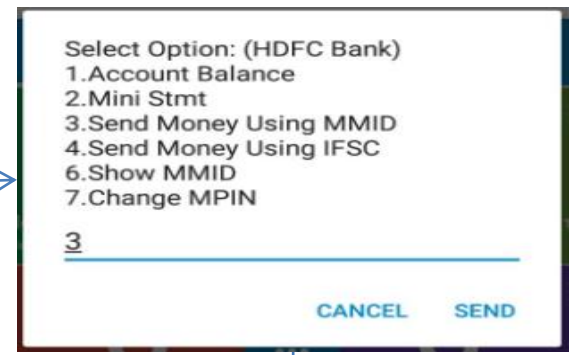 Select Option: (HDFC Bank)
1.Account Balance
2.Mini Stmt
3.Send Money Using MMID
4.Send Money Using IFSC
6.Show MMID
7.Change MPIN
3
CANCEL SEND